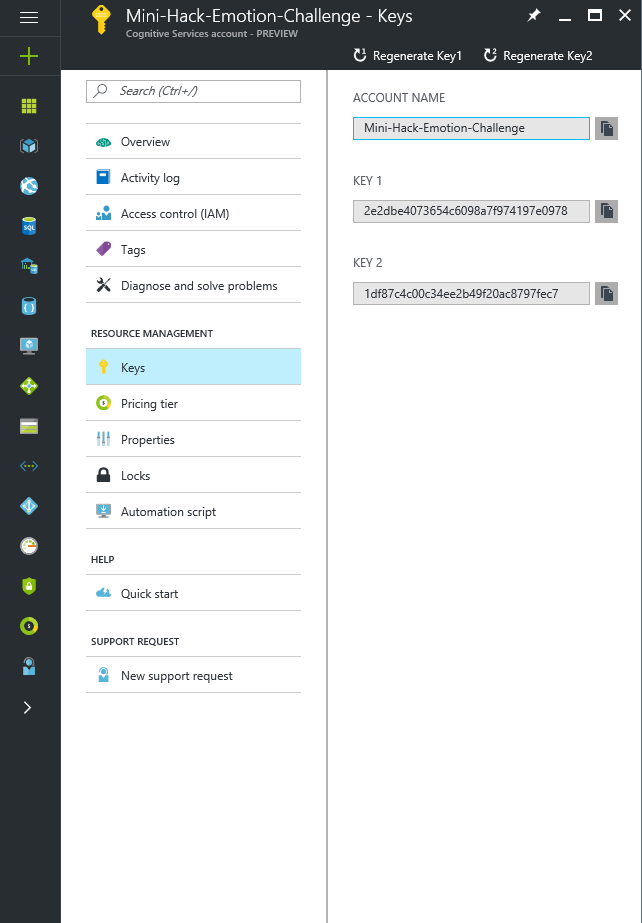 Mini-Hack-Emotion-Challenge - Keys
Cognitive Services account - PREVIEW
Regenerate Key1
Regenerate Key2
Search (Ctrl+/)
Overview
Activity log
Access control (IAM)
Tags
Diagnose and solve problems
RESOURCE MANAGEMENT
Keys
Pricing tier
Properties
Locks
Automation script
HELP
Quick start
SUPPORT REQUEST
New support request
ACCOUNT NAME
Mini-Hack-Emotion-Challenge
KEY 1
2e2dbe4073654c6098a7f974197e0978
KEY 2
1df87c4c00c34ee2b49f20ac8797fec7
SQL